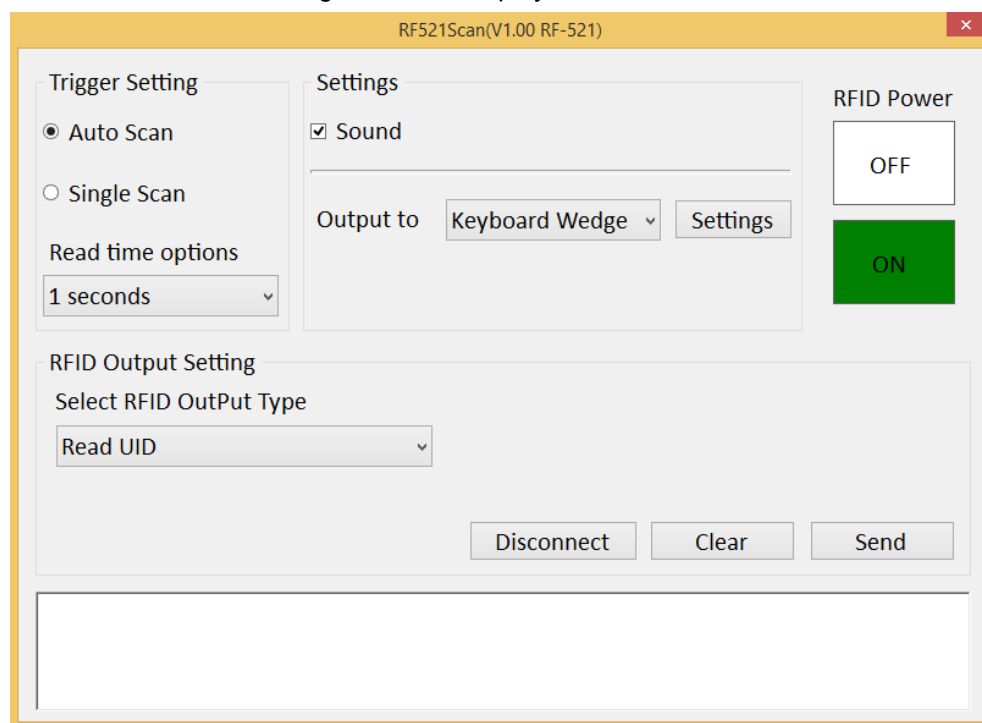 RF521Scan(V1.00 RF-521)
Trigger Setting
Auto Scan
Single Scan
Read time options
1 seconds
Settings
Sound
Output to Keyboard Wedge Settings
RFID Power
OFF
ON
RFID Output Setting
Select RFID OutPut Type
Read UID
Disconnect Clear Send